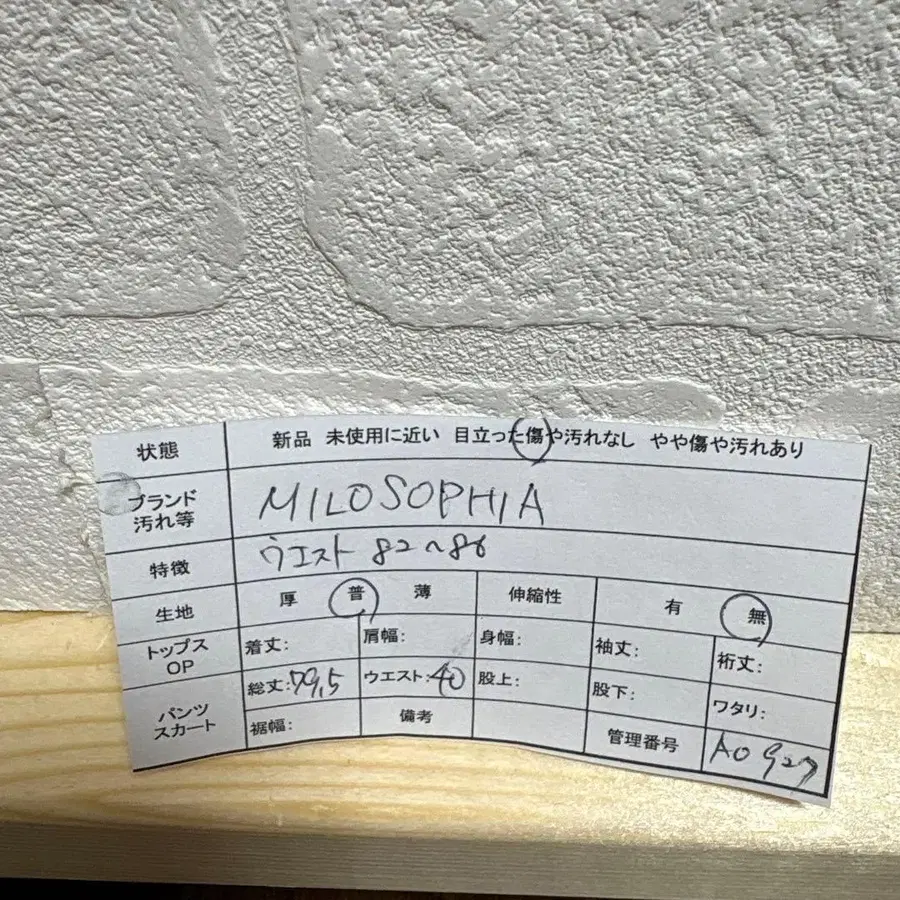 状態 新品 未使用に近い 目立った傷や汚れなし やや傷や汚れあり
ブランド MILOSOPHIA
汚れ等
特徴 ウエスト 82~86
生地 厚 普 薄 伸縮性 有 無
トップス OP 着丈: 肩幅: 身幅: 袖丈: 裄丈:
パンツ スカート 総丈:79,5 ウエスト:40 股上: 股下: ワタリ:
裾幅: 備考 管理番号 AO927